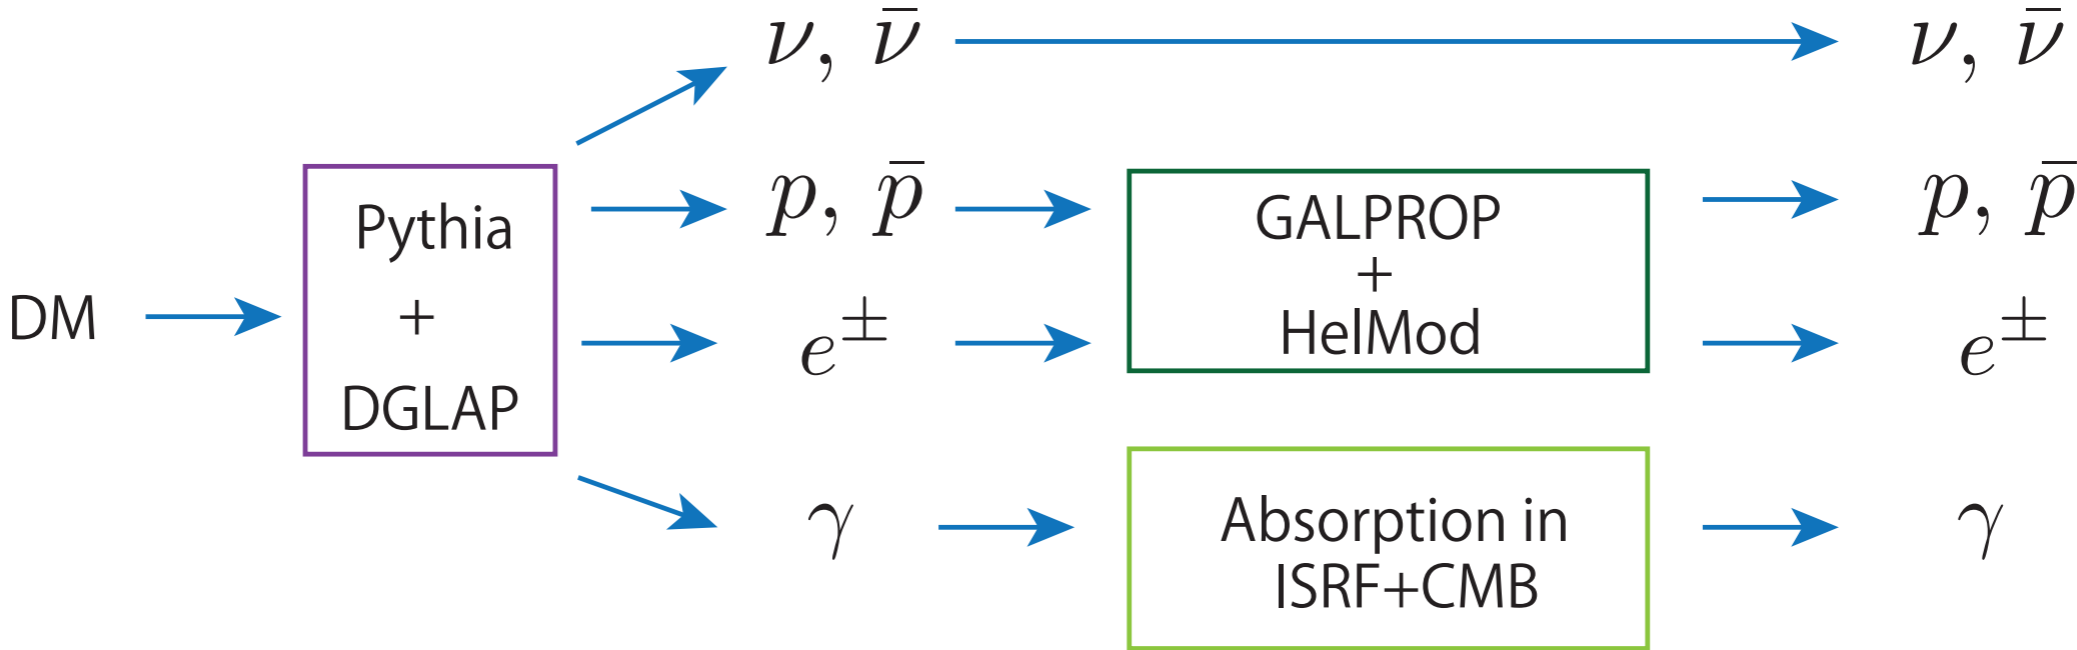 ν, ν̄
ν, ν̄
p, p̄
p, p̄
DM
Pythia
+
DGLAP
GALPROP
+
HelMod
e±
e±
γ
Absorption in
ISRF+CMB
γ